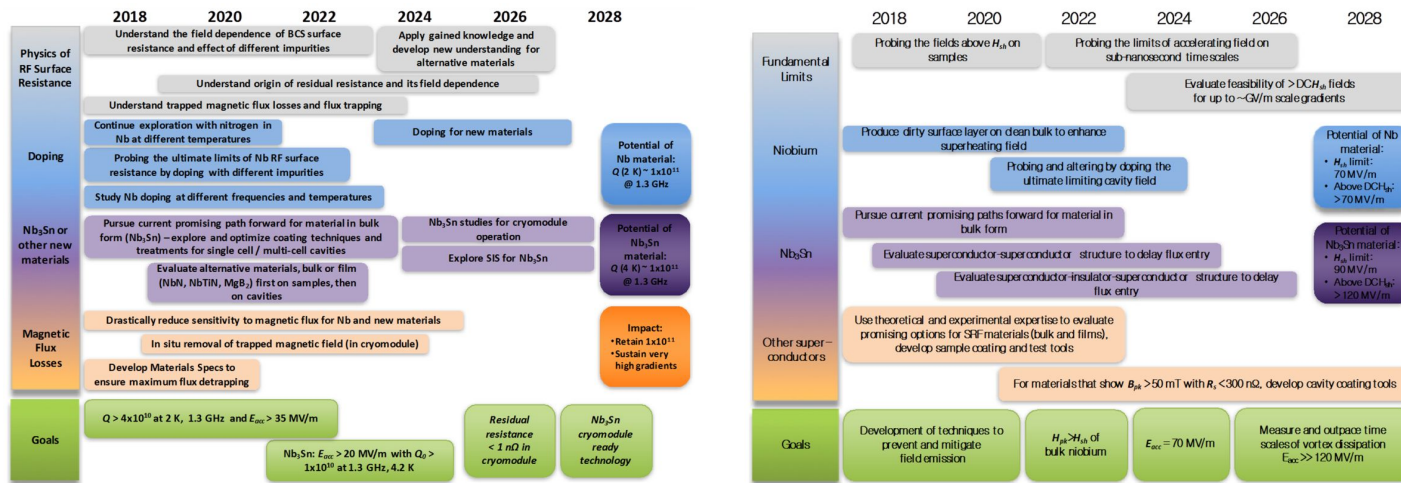 2018 2020 2022 2024 2026 2028
Physics of
RF Surface
Resistance
Understand the field dependence of BCS surface
resistance and effect of different impurities
Apply gained knowledge and
develop new understanding for
alternative materials
Understand origin of residual resistance and its field dependence
Understand trapped magnetic flux losses and flux trapping
Doping
Continue exploration with nitrogen in
Nb at different temperatures
Doping for new materials
Probing the ultimate limits of Nb RF surface
resistance by doping with different impurities
Study Nb doping at different frequencies and temperatures
Potential of
Nb material:
Q (2 K) ~ 1x10¹¹
@ 1.3 GHz
Nb₃Sn or
other new
materials
Pursue current promising path forward for material in bulk
form (Nb₃Sn) – explore and optimize coating techniques and
treatments for single cell / multi-cell cavities
Nb₃Sn studies for cryomodule
operation
Explore SIS for Nb₃Sn
Evaluate alternative materials, bulk or film
(NbN, NbTiN, MgB₂) first on samples, then
on cavities
Potential of
Nb₃Sn
material:
Q (4 K) ~ 1x10¹¹
@ 1.3 GHz
Magnetic
Flux
Losses
Drastically reduce sensitivity to magnetic flux for Nb and new materials
In situ removal of trapped magnetic field (in cryomodule)
Develop Materials Specs to
ensure maximum flux detrapping
Impact:
• Retain 1x10¹¹
• Sustain very
high gradients
Goals
Q > 4x10¹⁰ at 2 K, 1.3 GHz and Eacc > 35 MV/m
Nb₃Sn: Eacc > 20 MV/m with Q₀ >
1x10¹⁰ at 1.3 GHz, 4.2 K
Residual
resistance
< 1 nΩ in
cryomodule
Nb₃Sn
cryomodule
ready
technology
2018 2020 2022 2024 2026 2028
Fundamental
Limits
Probing the fields above Hsh on
samples
Probing the limits of accelerating field on
sub-nanosecond time scales
Evaluate feasibility of > DCHsh fields
for up to ~GV/m scale gradients
Niobium
Produce dirty surface layer on clean bulk to enhance
superheating field
Probing and altering by doping the
ultimate limiting cavity field
Potential of Nb
material:
• Hsh limit:
70 MV/m
• Above DCHsh:
>70 MV/m
Nb₃Sn
Pursue current promising paths forward for material in
bulk form
Evaluate superconductor-superconductor structure to delay flux entry
Evaluate superconductor-insulator-superconductor structure to delay
flux entry
Potential of
Nb₃Sn material:
• Hsh limit:
90 MV/m
• Above DCHsh:
>120 MV/m
Other super-
conductors
Use theoretical and experimental expertise to evaluate
promising options for SRF materials (bulk and films),
develop sample coating and test tools
For materials that show Bpk >50 mT with Rs <300 nΩ, develop cavity coating tools
Goals
Development of techniques to
prevent and mitigate
field emission
Hpk>Hsh of
bulk niobium
Eacc = 70 MV/m
Measure and outpace time
scales of vortex dissipation
Eacc >> 120 MV/m